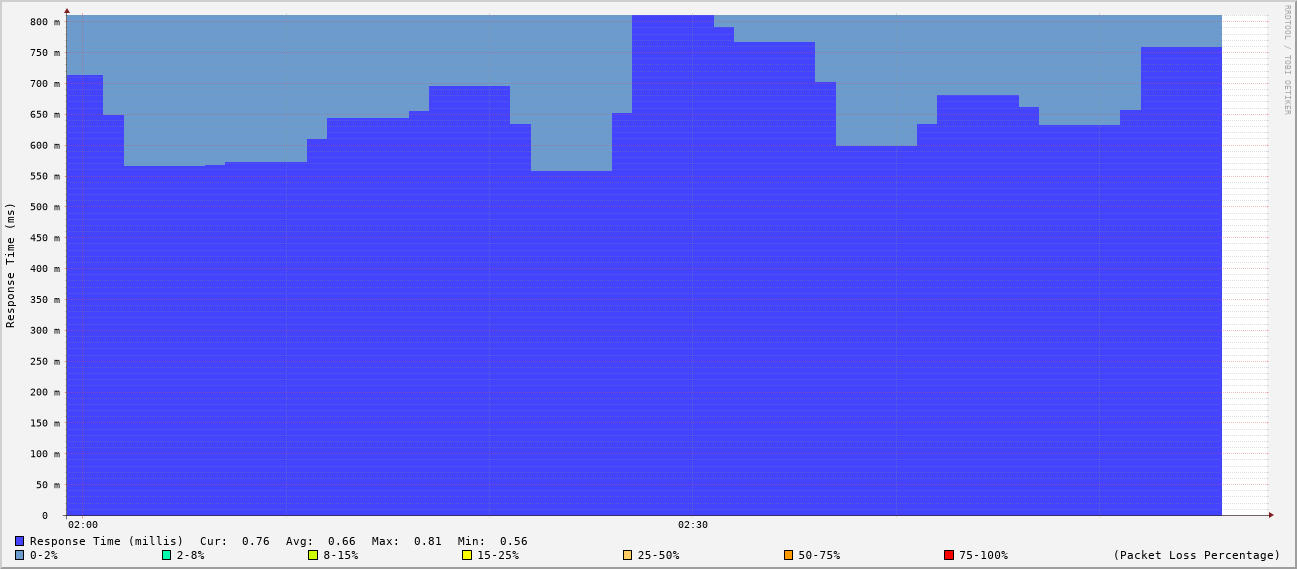 RRDTOOL / TOBI OETIKER
Response Time (ms)
800 m
750 m
700 m
650 m
600 m
550 m
500 m
450 m
400 m
350 m
300 m
250 m
200 m
150 m
100 m
50 m
0
02:00 02:30
Response Time (millis) Cur: 0.76 Avg: 0.66 Max: 0.81 Min: 0.56
0-2% 2-8% 8-15% 15-25% 25-50% 50-75% 75-100% (Packet Loss Percentage)